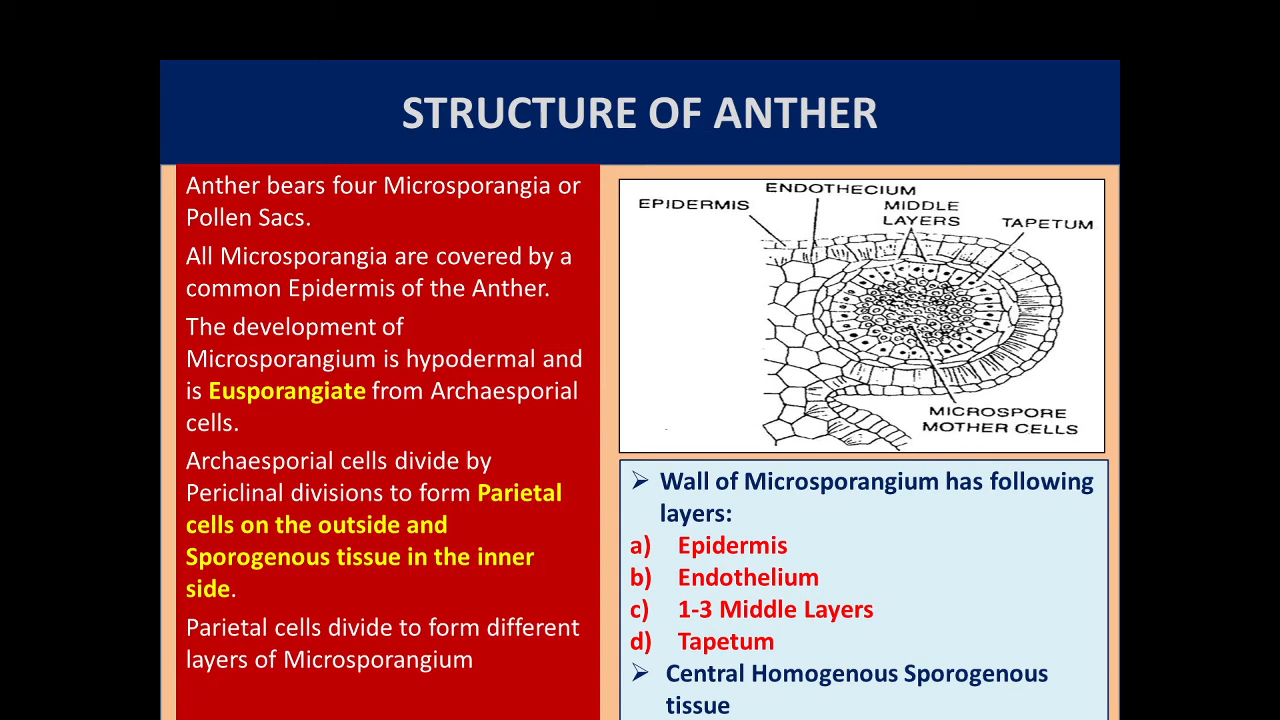 STRUCTURE OF ANTHER
Anther bears four Microsporangia or
Pollen Sacs.
All Microsporangia are covered by a
common Epidermis of the Anther.
The development of
Microsporangium is hypodermal and
is Eusporangiate from Archaesporial
cells.
Archaesporial cells divide by
Periclinal divisions to form Parietal
cells on the outside and
Sporogenous tissue in the inner
side.
Parietal cells divide to form different
layers of Microsporangium
ENDOTHECIUM
EPIDERMIS
MIDDLE
LAYERS
TAPETUM
MICROSPORE
MOTHER CELLS
➢ Wall of Microsporangium has following
layers:
a) Epidermis
b) Endothelium
c) 1-3 Middle Layers
d) Tapetum
➢ Central Homogenous Sporogenous
tissue